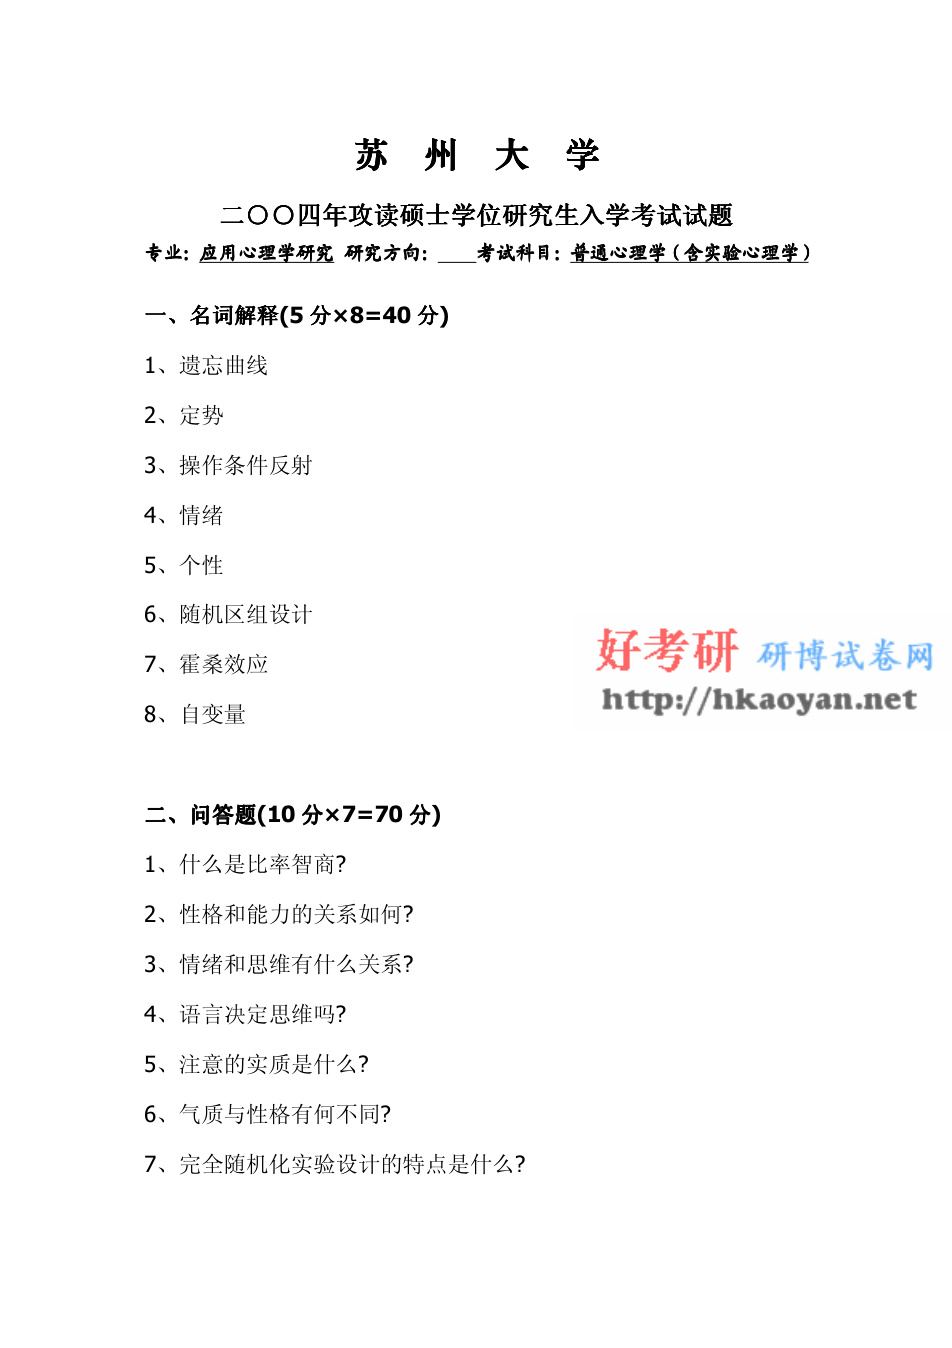 苏 州 大 学
二〇〇四年攻读硕士学位研究生入学考试试题
专业：应用心理学研究 研究方向：____考试科目：普通心理学（含实验心理学）
一、名词解释(5 分×8=40 分)
1、遗忘曲线
2、定势
3、操作条件反射
4、情绪
5、个性
6、随机区组设计
7、霍桑效应
8、自变量
好考研 研博试卷网
http://hkaoyan.net
二、问答题(10 分×7=70 分)
1、什么是比率智商?
2、性格和能力的关系如何?
3、情绪和思维有什么关系?
4、语言决定思维吗?
5、注意的实质是什么?
6、气质与性格有何不同?
7、完全随机化实验设计的特点是什么?